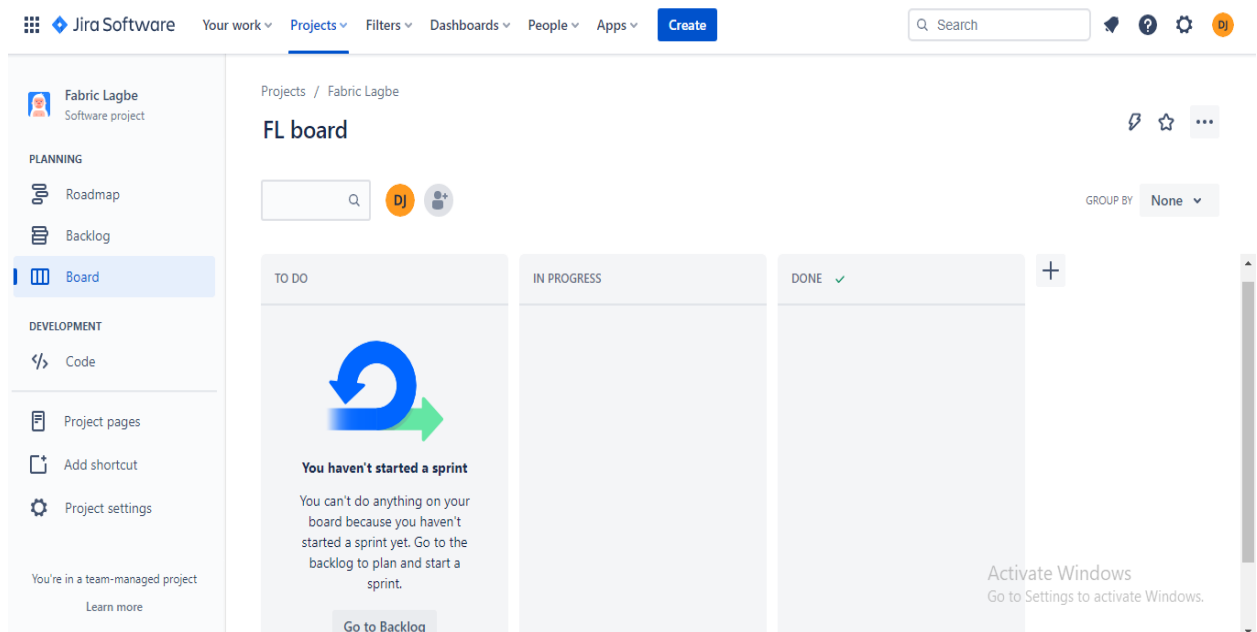 Jira Software Your work Projects Filters Dashboards People Apps Create Search DJ
Fabric Lagbe
Software project
PLANNING
Roadmap
Backlog
Board
DEVELOPMENT
Code
Project pages
Add shortcut
Project settings
You're in a team-managed project
Learn more
Projects / Fabric Lagbe
FL board
DJ
GROUP BY None
TO DO
IN PROGRESS
DONE
You haven't started a sprint
You can't do anything on your
board because you haven't
started a sprint yet. Go to the
backlog to plan and start a
sprint.
Go to Backlog
Activate Windows
Go to Settings to activate Windows.